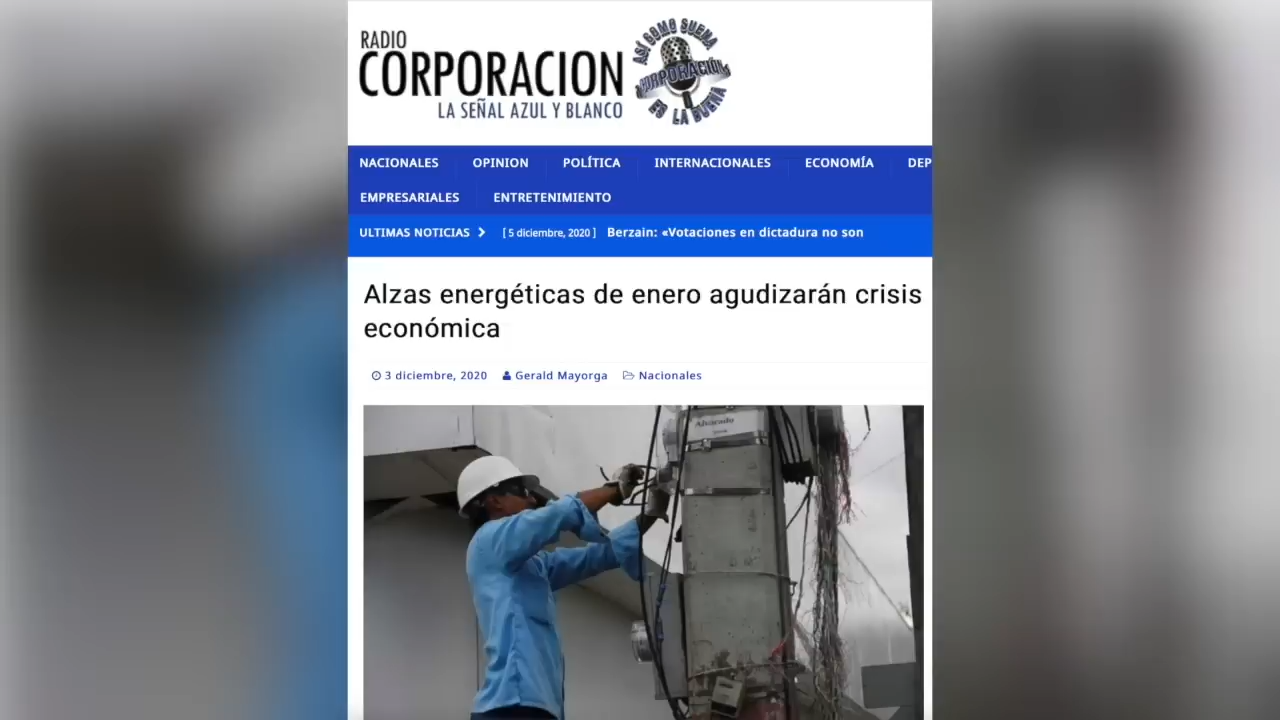 RADIO
CORPORACION
LA SEÑAL AZUL Y BLANCO
ASÍ COMO SUENA
CORPORACIÓN
ES LA BUENA
NACIONALES OPINION POLÍTICA INTERNACIONALES ECONOMÍA DEP
EMPRESARIALES ENTRETENIMIENTO
ULTIMAS NOTICIAS [ 5 diciembre, 2020 ] Berzain: «Votaciones en dictadura no son
Alzas energéticas de enero agudizarán crisis
económica
3 diciembre, 2020 Gerald Mayorga Nacionales
Alvarado